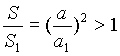 S/S₁ = (a/a₁)² > 1